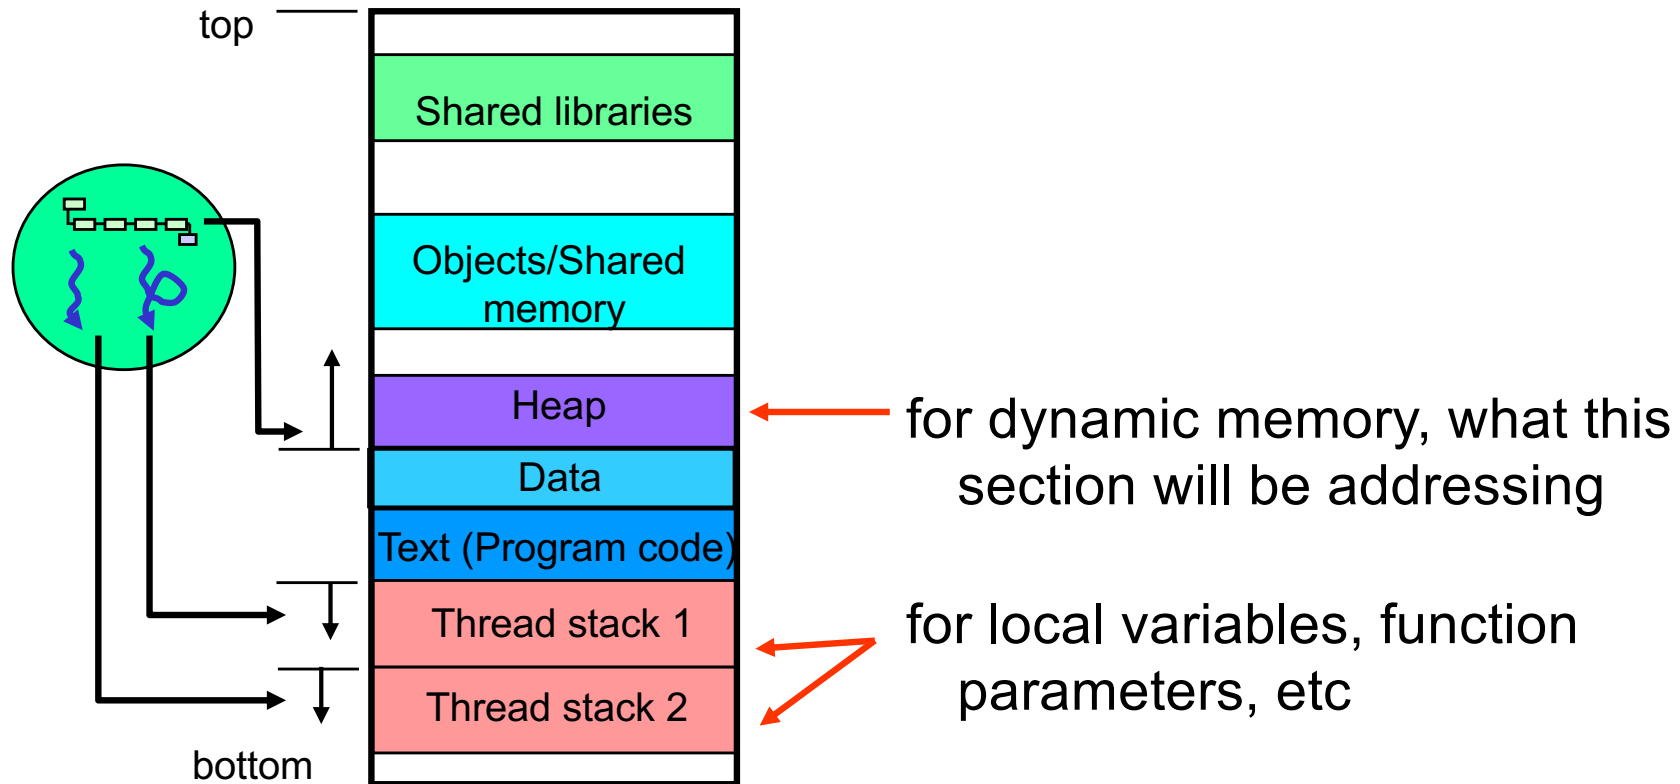 top
Shared libraries
Objects/Shared
memory
Heap
for dynamic memory, what this
section will be addressing
Data
Text (Program code)
Thread stack 1
for local variables, function
parameters, etc
Thread stack 2
bottom